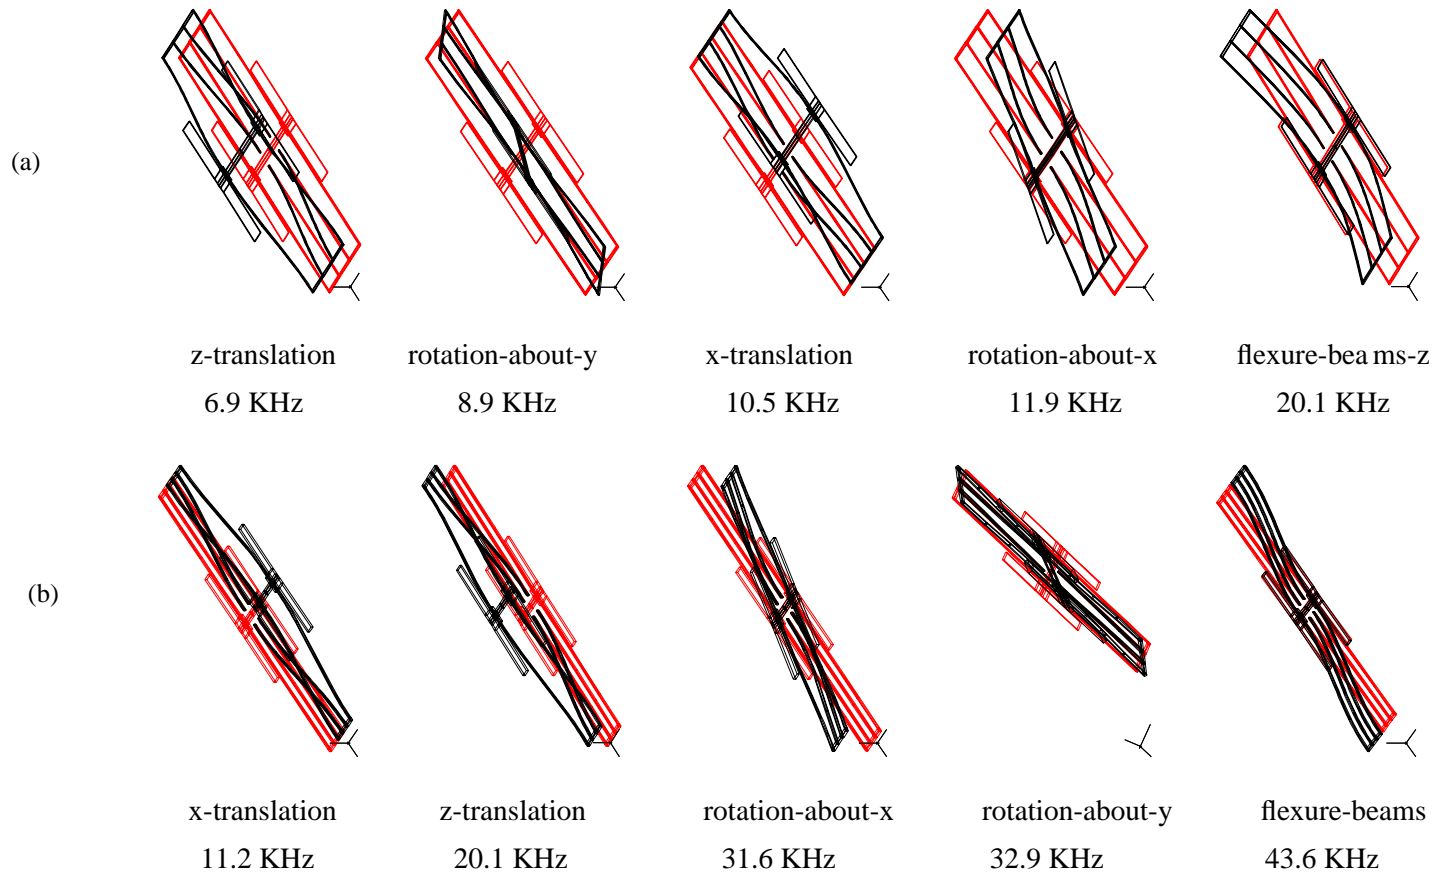 (a)
z-translation rotation-about-y x-translation rotation-about-x flexure-bea ms-z
6.9 KHz 8.9 KHz 10.5 KHz 11.9 KHz 20.1 KHz
(b)
x-translation z-translation rotation-about-x rotation-about-y flexure-beams
11.2 KHz 20.1 KHz 31.6 KHz 32.9 KHz 43.6 KHz